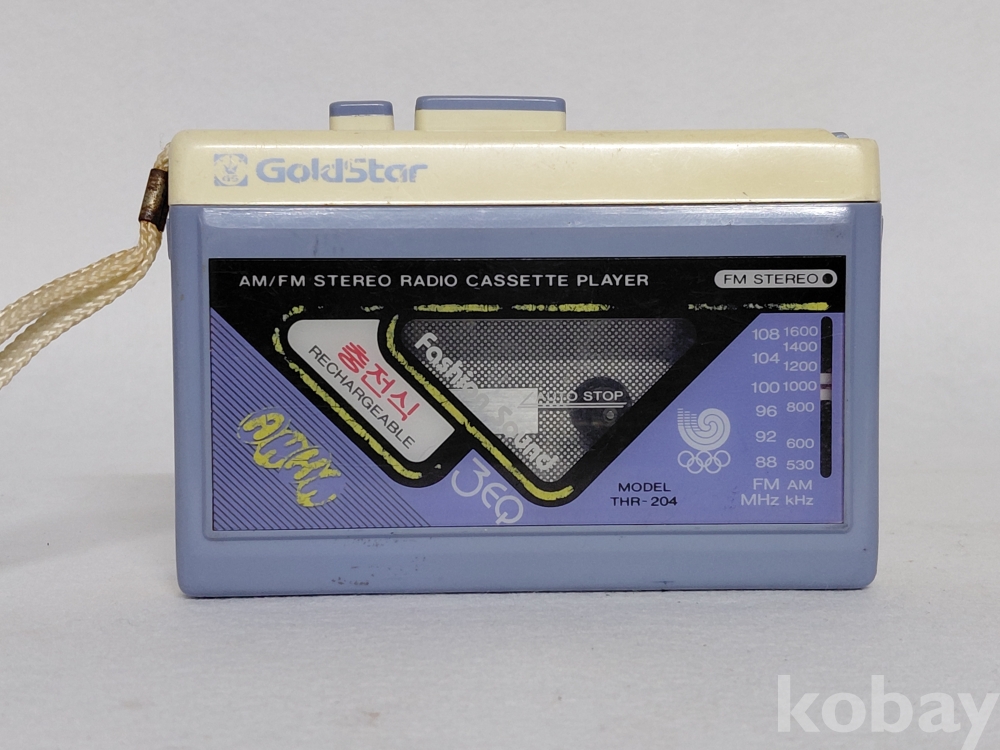 GS GoldStar
AM/FM STEREO RADIO CASSETTE PLAYER
FM STEREO
충전식
RECHARGEABLE
Fashion Sound
AUTO STOP
3EQ
MODEL
THR-204
108 1600
1400
104
1200
100 1000
96 800
92
600
88 530
FM AM
MHz kHz
kobay